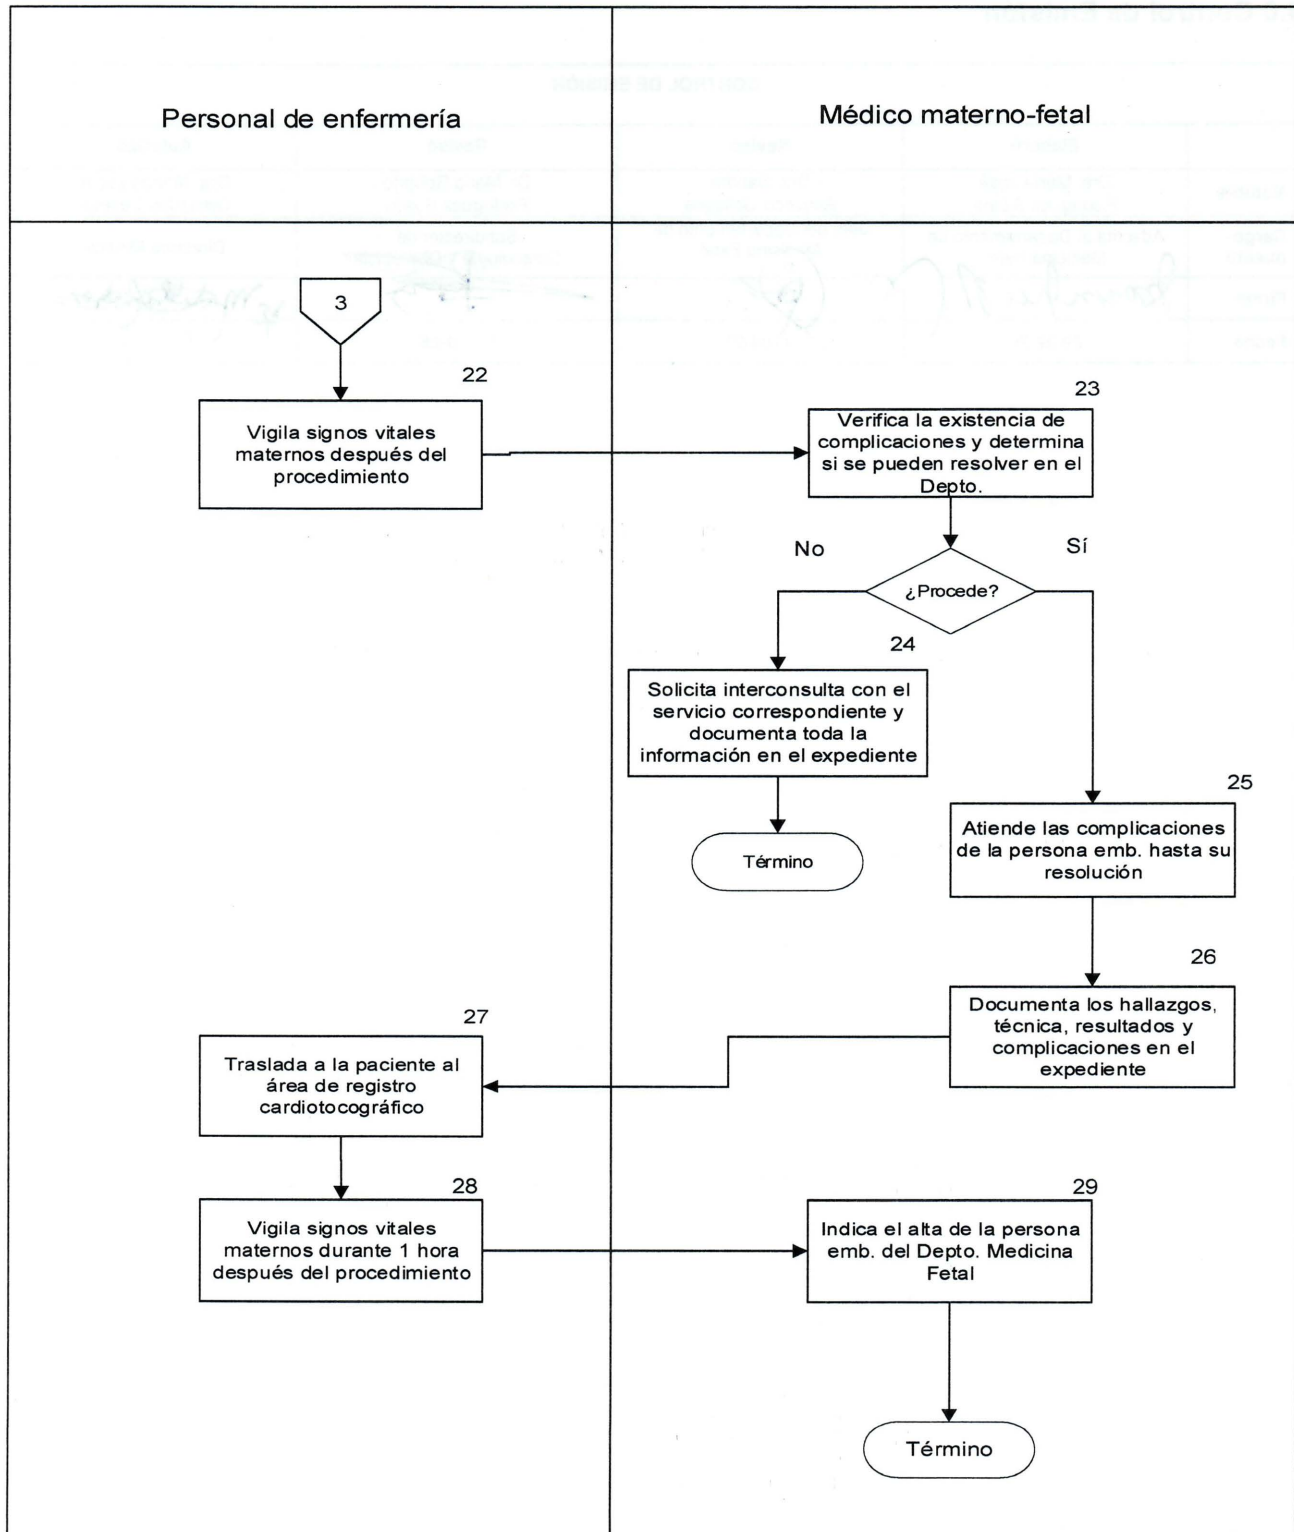 Personal de enfermería
Médico materno-fetal
3
22
Vigila signos vitales
maternos después del
procedimiento
23
Verifica la existencia de
complicaciones y determina
si se pueden resolver en el
Depto.
No
Sí
¿Procede?
24
Solicita interconsulta con el
servicio correspondiente y
documenta toda la
información en el expediente
Término
25
Atiende las complicaciones
de la persona emb. hasta su
resolución
26
Documenta los hallazgos,
técnica, resultados y
complicaciones en el
expediente
27
Traslada a la paciente al
área de registro
cardiotocográfico
28
Vigila signos vitales
maternos durante 1 hora
después del procedimiento
29
Indica el alta de la persona
emb. del Depto. Medicina
Fetal
Término